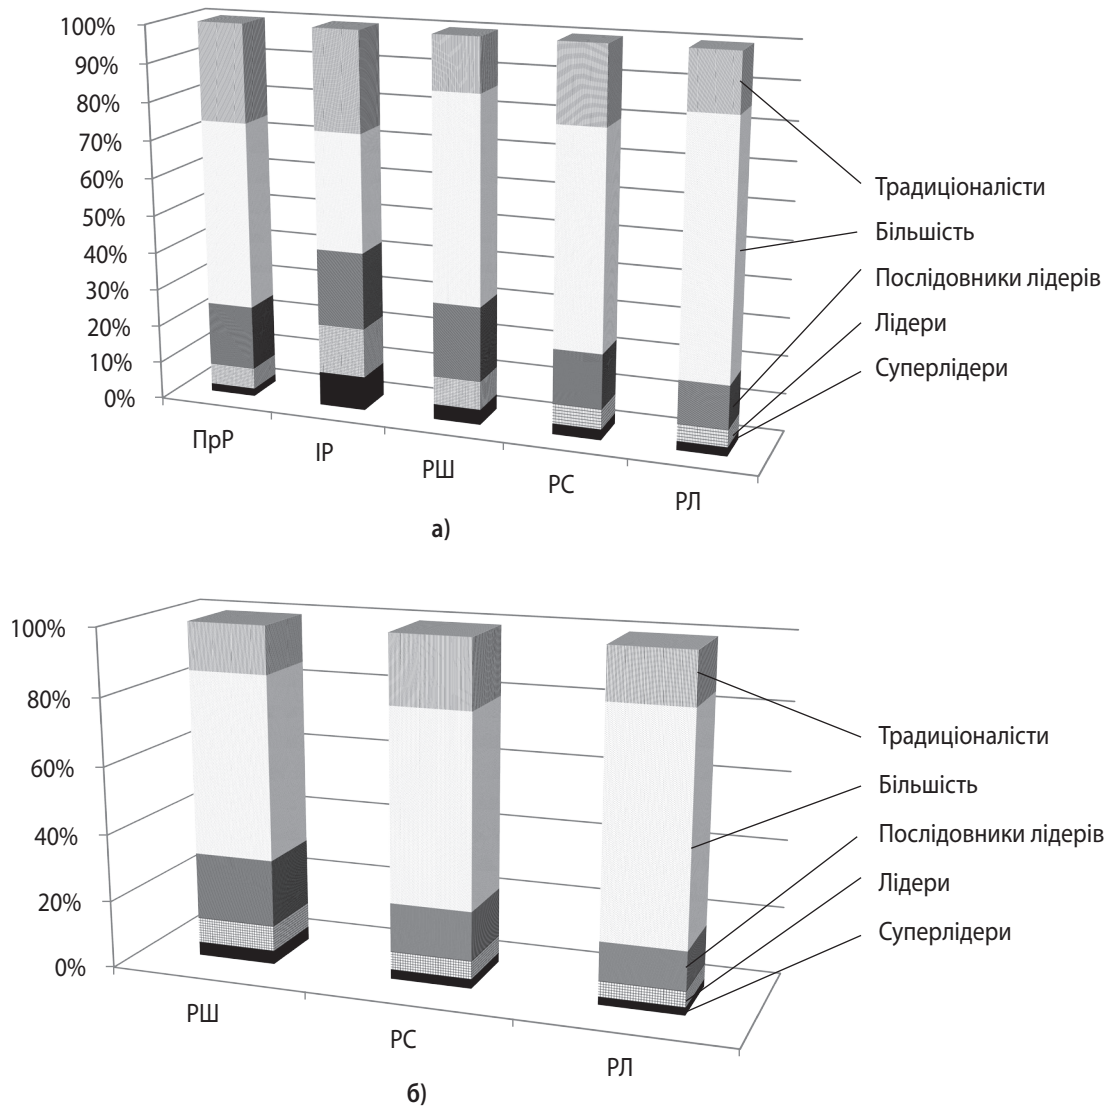 100%
90%
80%
70%
60%
50%
40%
30%
20%
10%
0%
ПрР
ІР
РШ
РС
РЛ
Традиціоналісти
Більшість
Послідовники лідерів
Лідери
Суперлідери
а)
100%
80%
60%
40%
20%
0%
РШ
РС
РЛ
Традиціоналісти
Більшість
Послідовники лідерів
Лідери
Суперлідери
б)